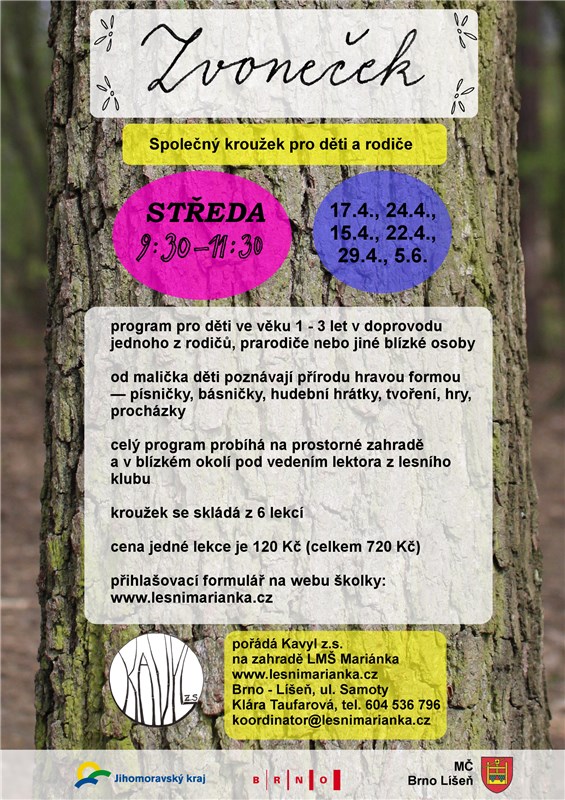 Zvoneček
Společný kroužek pro děti a rodiče
STŘEDA
9:30–11:30
17.4., 24.4.,
15.4., 22.4.,
29.4., 5.6.
program pro děti ve věku 1 - 3 let v doprovodu
jednoho z rodičů, prarodiče nebo jiné blízké osoby
od malička děti poznávají přírodu hravou formou
— písničky, básničky, hudební hrátky, tvoření, hry,
procházky
celý program probíhá na prostorné zahradě
a v blízkém okolí pod vedením lektora z lesního
klubu
kroužek se skládá z 6 lekcí
cena jedné lekce je 120 Kč (celkem 720 Kč)
přihlašovací formulář na webu školky:
www.lesnimarianka.cz
KAVYL z.s.
pořádá Kavyl z.s.
na zahradě LMŠ Mariánka
www.lesnimarianka.cz
Brno - Líšeň, ul. Samoty
Klára Taufarová, tel. 604 536 796
koordinator@lesnimarianka.cz
Jihomoravský kraj
BRNO
MČ
Brno Líšeň